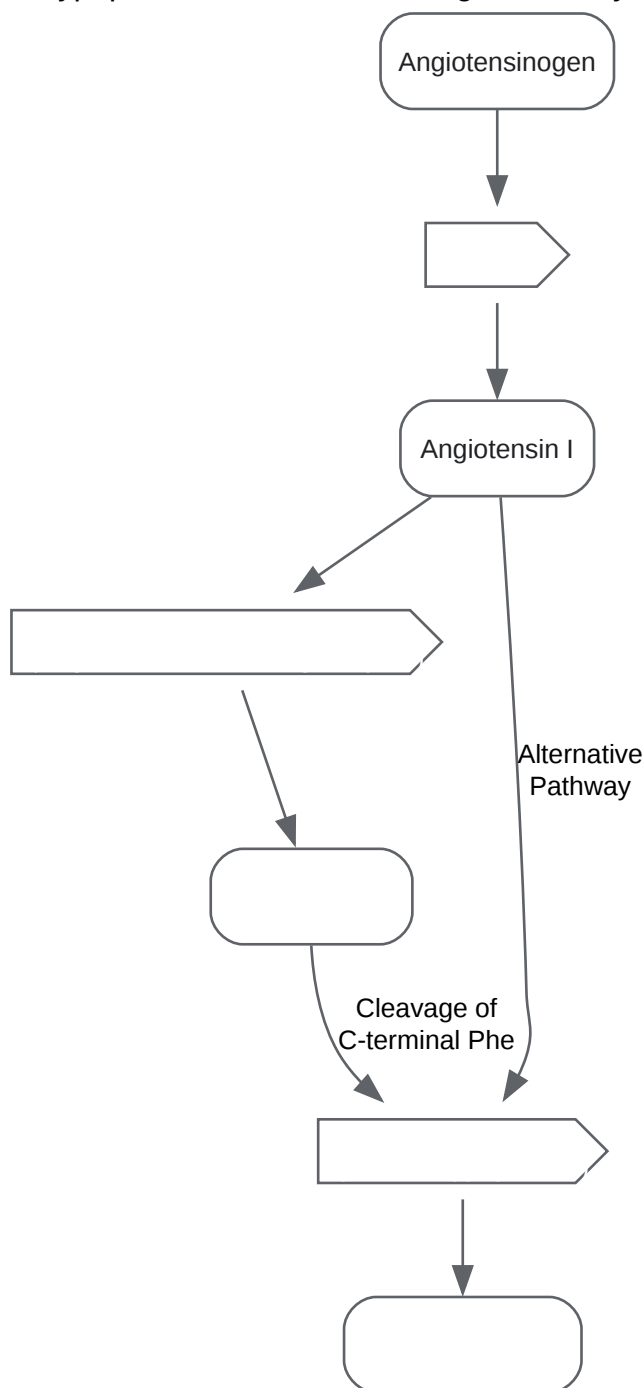 Angiotensinogen
Angiotensin I
Alternative
Pathway
Cleavage of
C-terminal Phe